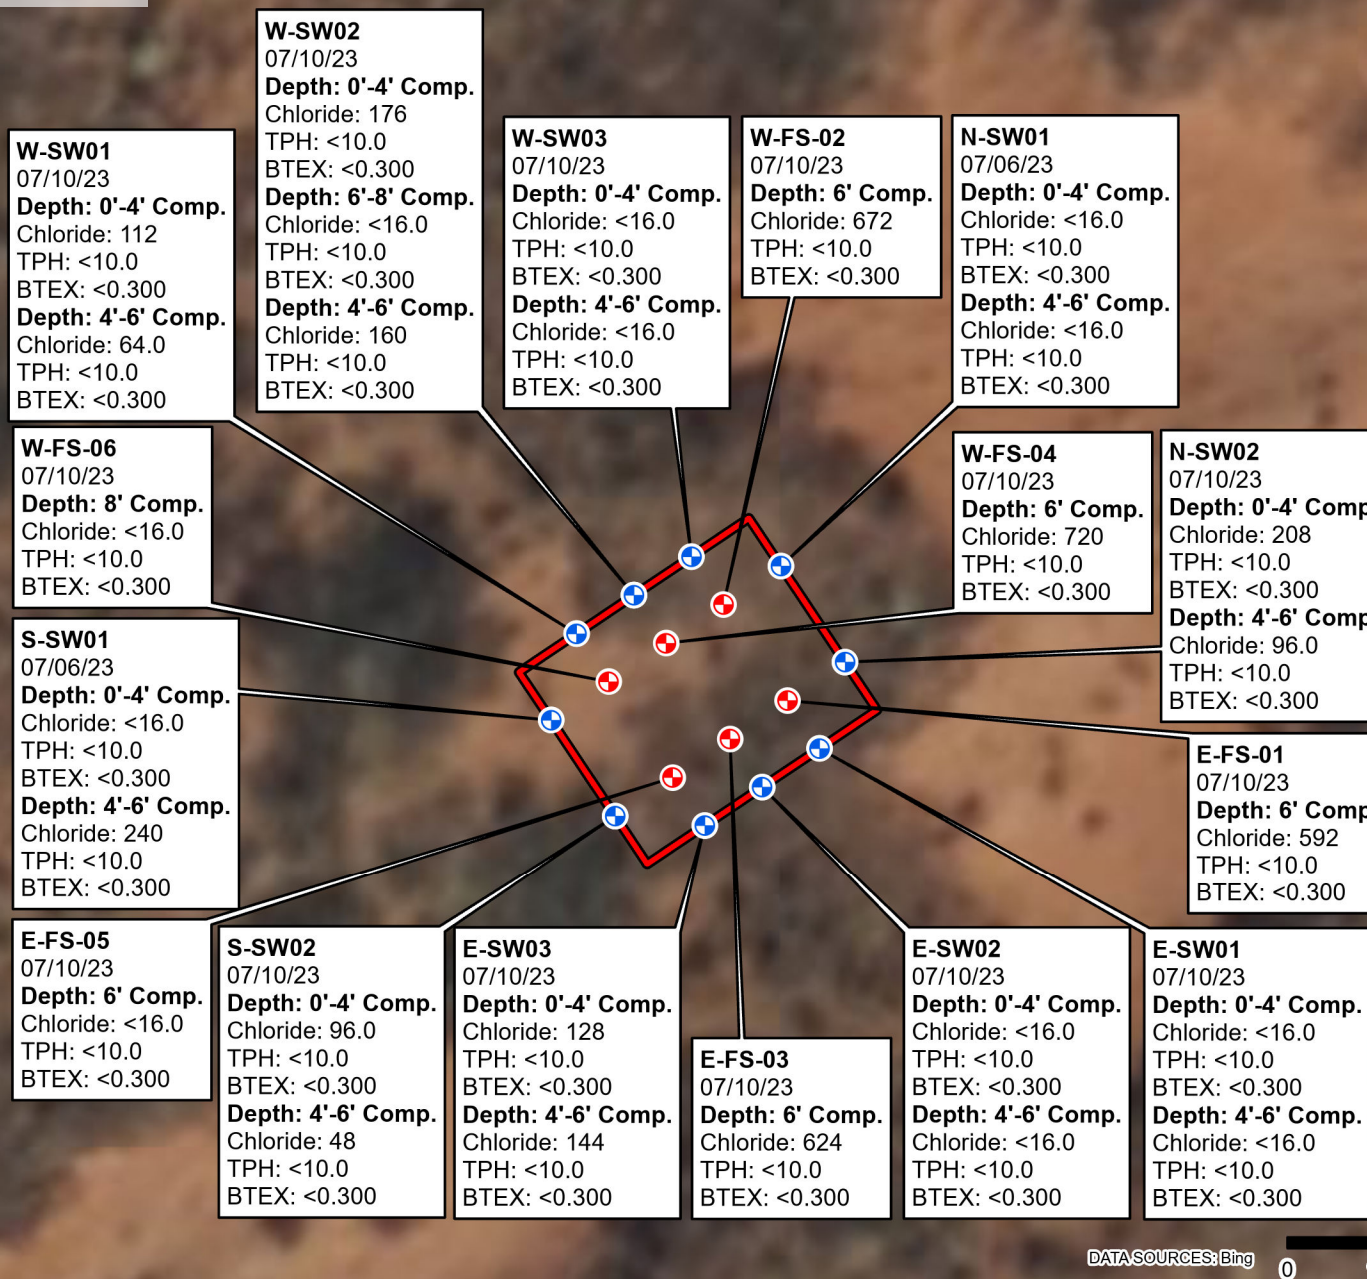 W-SW02
07/10/23
Depth: 0'-4' Comp.
Chloride: 176
TPH: <10.0
BTEX: <0.300
Depth: 6'-8' Comp.
Chloride: <16.0
TPH: <10.0
BTEX: <0.300
Depth: 4'-6' Comp.
Chloride: 160
TPH: <10.0
BTEX: <0.300
W-SW01
07/10/23
Depth: 0'-4' Comp.
Chloride: 112
TPH: <10.0
BTEX: <0.300
Depth: 4'-6' Comp.
Chloride: 64.0
TPH: <10.0
BTEX: <0.300
W-SW03
07/10/23
Depth: 0'-4' Comp.
Chloride: <16.0
TPH: <10.0
BTEX: <0.300
Depth: 4'-6' Comp.
Chloride: <16.0
TPH: <10.0
BTEX: <0.300
W-FS-02
07/10/23
Depth: 6' Comp.
Chloride: 672
TPH: <10.0
BTEX: <0.300
N-SW01
07/06/23
Depth: 0'-4' Comp.
Chloride: <16.0
TPH: <10.0
BTEX: <0.300
Depth: 4'-6' Comp.
Chloride: <16.0
TPH: <10.0
BTEX: <0.300
W-FS-06
07/10/23
Depth: 8' Comp.
Chloride: <16.0
TPH: <10.0
BTEX: <0.300
W-FS-04
07/10/23
Depth: 6' Comp.
Chloride: 720
TPH: <10.0
BTEX: <0.300
N-SW02
07/10/23
Depth: 0'-4' Comp
Chloride: 208
TPH: <10.0
BTEX: <0.300
Depth: 4'-6' Comp
Chloride: 96.0
TPH: <10.0
BTEX: <0.300
S-SW01
07/06/23
Depth: 0'-4' Comp.
Chloride: <16.0
TPH: <10.0
BTEX: <0.300
Depth: 4'-6' Comp.
Chloride: 240
TPH: <10.0
BTEX: <0.300
E-FS-01
07/10/23
Depth: 6' Comp
Chloride: 592
TPH: <10.0
BTEX: <0.300
E-FS-05
07/10/23
Depth: 6' Comp.
Chloride: <16.0
TPH: <10.0
BTEX: <0.300
S-SW02
07/10/23
Depth: 0'-4' Comp.
Chloride: 96.0
TPH: <10.0
BTEX: <0.300
Depth: 4'-6' Comp.
Chloride: 48
TPH: <10.0
BTEX: <0.300
E-SW03
07/10/23
Depth: 0'-4' Comp.
Chloride: 128
TPH: <10.0
BTEX: <0.300
Depth: 4'-6' Comp.
Chloride: 144
TPH: <10.0
BTEX: <0.300
E-FS-03
07/10/23
Depth: 6' Comp.
Chloride: 624
TPH: <10.0
BTEX: <0.300
E-SW02
07/10/23
Depth: 0'-4' Comp.
Chloride: <16.0
TPH: <10.0
BTEX: <0.300
Depth: 4'-6' Comp.
Chloride: <16.0
TPH: <10.0
BTEX: <0.300
E-SW01
07/10/23
Depth: 0'-4' Comp.
Chloride: <16.0
TPH: <10.0
BTEX: <0.300
Depth: 4'-6' Comp.
Chloride: <16.0
TPH: <10.0
BTEX: <0.300
DATA SOURCES: Bing
0